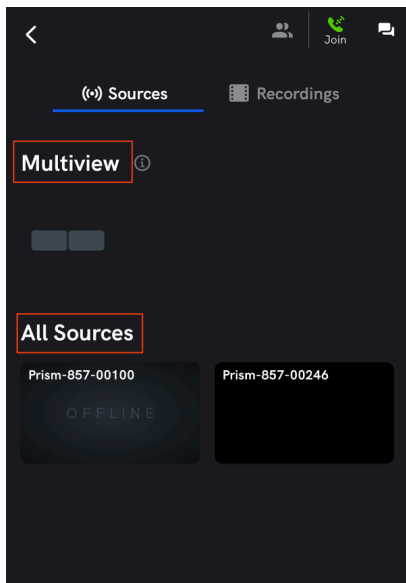 Join
Sources
Recordings
Multiview
All Sources
Prism-857-00100
Prism-857-00246
OFFLINE